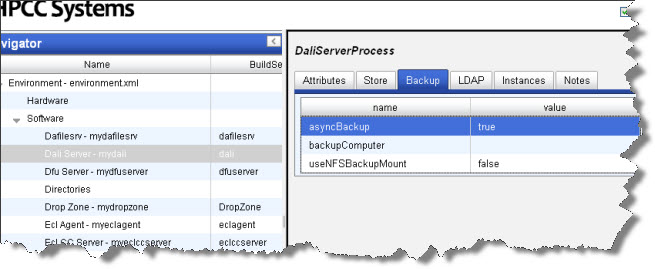 HPCC Systems
vigator
Name BuildSe
Environment - environment.xml
Hardware
Software
Dafilesrv - mydafilesrv dafilesrv
Dali Server - mydali dali
Dfu Server - mydfuserver dfuserver
Directories
Drop Zone - mydropzone DropZone
Ecl Agent - myeclagent eclagent
Ecl CC Server - myeclccserver eclccserver
DaliServerProcess
Attributes Store Backup LDAP Instances Notes
name value
asyncBackup true
backupComputer
useNFSBackupMount false